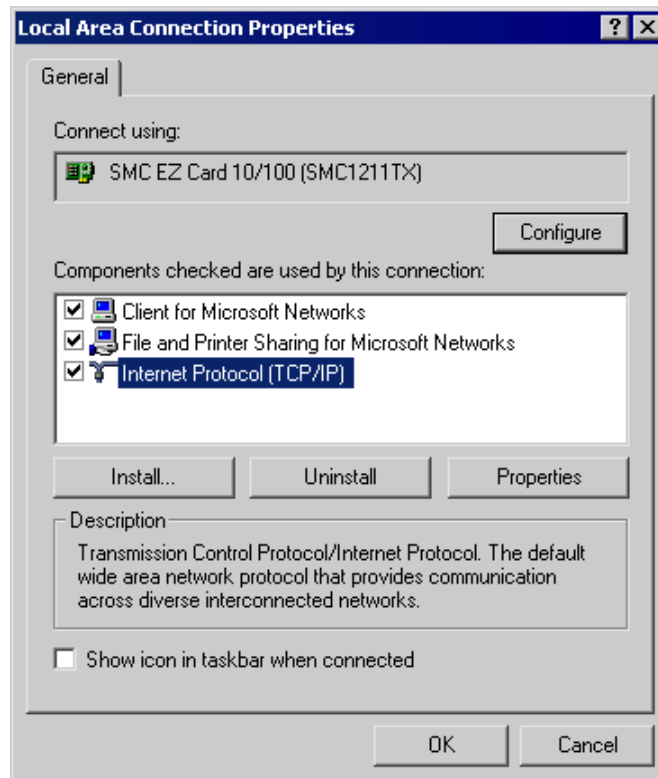 Local Area Connection Properties
General
Connect using:
SMC EZ Card 10/100 (SMC1211TX)
Configure
Components checked are used by this connection:
Client for Microsoft Networks
File and Printer Sharing for Microsoft Networks
Internet Protocol (TCP/IP)
Install... Uninstall Properties
Description
Transmission Control Protocol/Internet Protocol. The default
wide area network protocol that provides communication
across diverse interconnected networks.
Show icon in taskbar when connected
OK Cancel